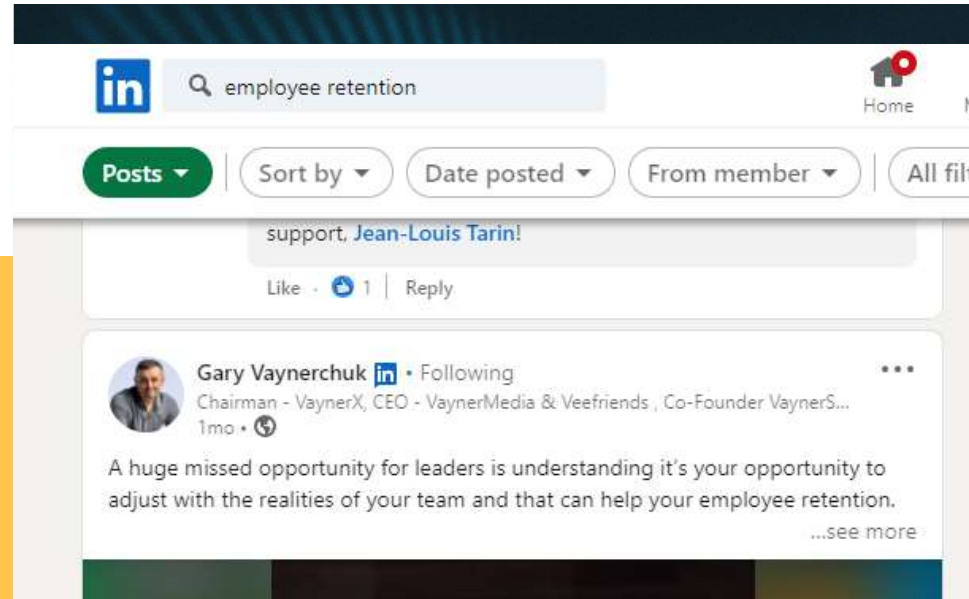 in employee retention
Home
Posts Sort by Date posted From member All filt
support, Jean-Louis Tarin!
Like · 1 Reply
Gary Vaynerchuk in • Following
Chairman - VaynerX, CEO - VaynerMedia & Veefriends , Co-Founder VaynerS...
1mo •
A huge missed opportunity for leaders is understanding it's your opportunity to
adjust with the realities of your team and that can help your employee retention.
...see more